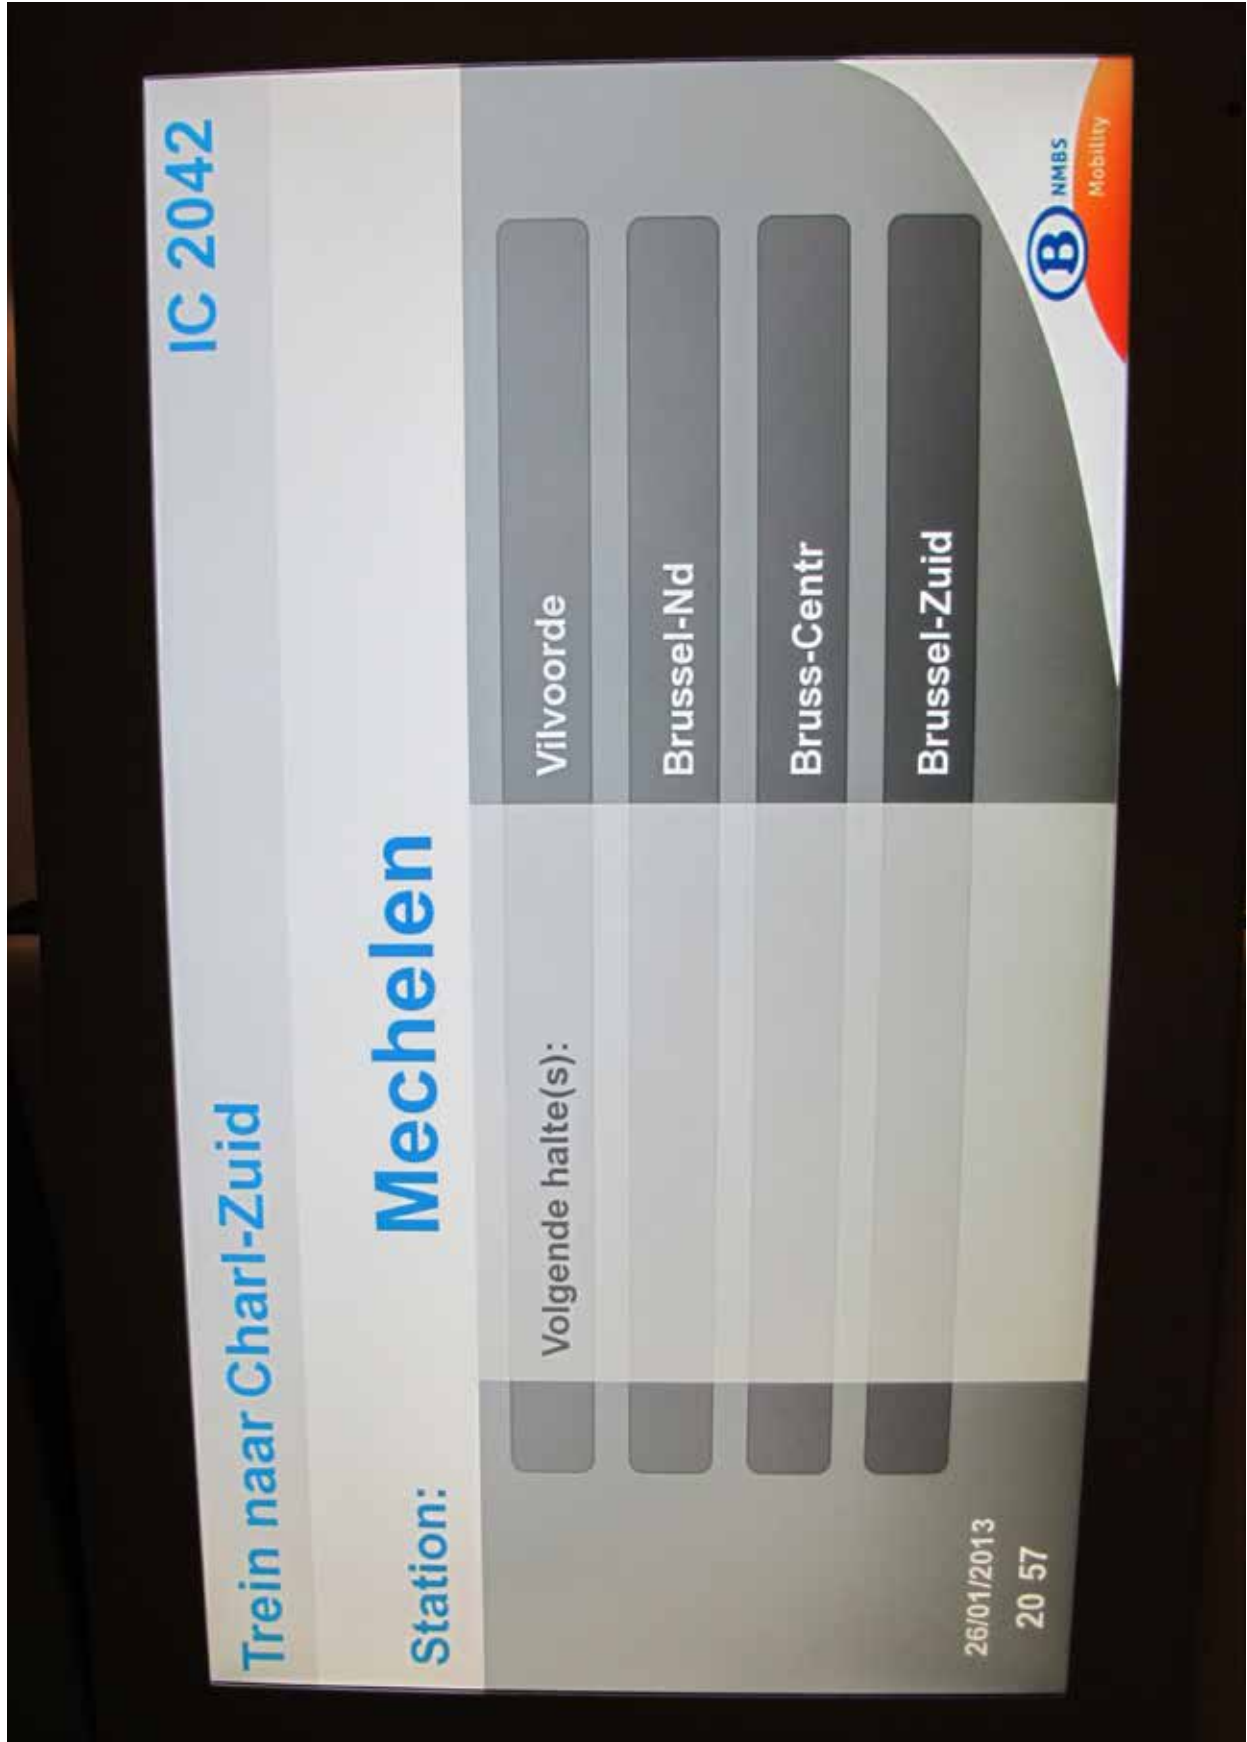 Trein naar Charl-Zuid
IC 2042
Station:
Mechelen
Volgende halte(s):
Vilvoorde
Brussel-Nd
Bruss-Centr
Brussel-Zuid
26/01/2013
20 57
B NMBS
Mobility